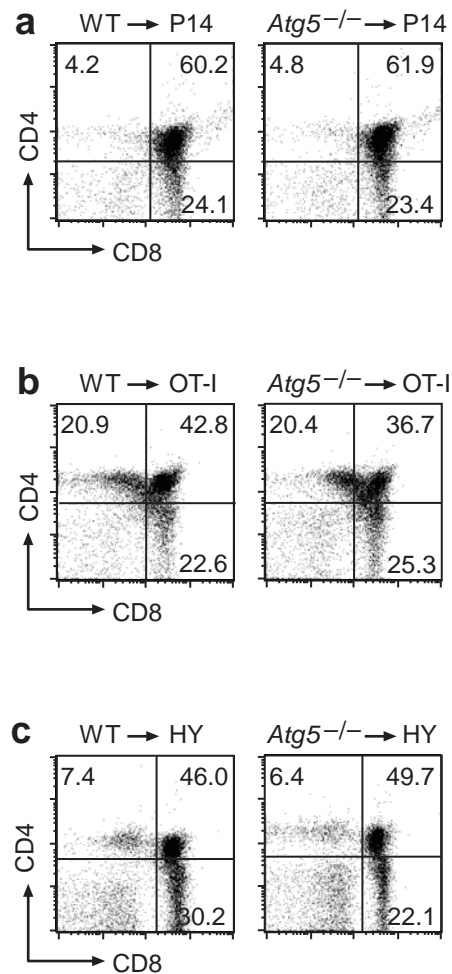 a
WT → P14
Atg5−/− → P14
4.2 60.2
24.1
4.8 61.9
23.4
CD4
CD8
b
WT → OT-I
Atg5−/− → OT-I
20.9 42.8
22.6
20.4 36.7
25.3
CD4
CD8
c
WT → HY
Atg5−/− → HY
7.4 46.0
30.2
6.4 49.7
22.1
CD4
CD8